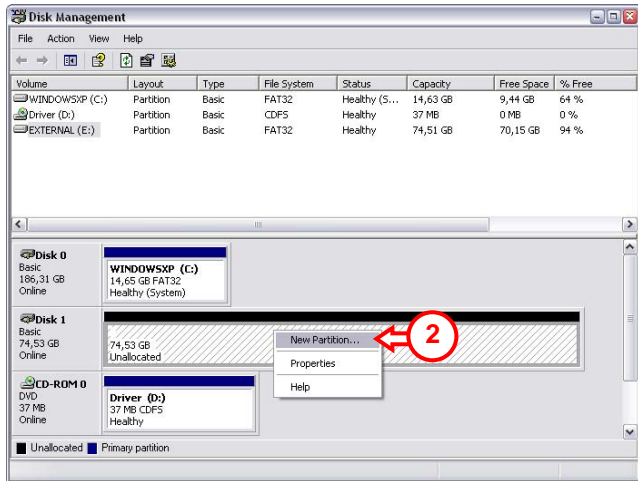 Disk Management
File Action View Help
Volume Layout Type File System Status Capacity Free Space % Free
WINDOWSXP (C:) Partition Basic FAT32 Healthy (S... 14,63 GB 9,44 GB 64 %
Driver (D:) Partition Basic CDFS Healthy 37 MB 0 MB 0 %
EXTERNAL (E:) Partition Basic FAT32 Healthy 74,51 GB 70,15 GB 94 %
Disk 0
Basic
186,31 GB
Online
WINDOWSXP (C:)
14,65 GB FAT32
Healthy (System)
Disk 1
Basic
74,53 GB
Online
74,53 GB
Unallocated
New Partition...
Properties
Help
2
CD-ROM 0
DVD
37 MB
Online
Driver (D:)
37 MB CDFS
Healthy
Unallocated Primary partition